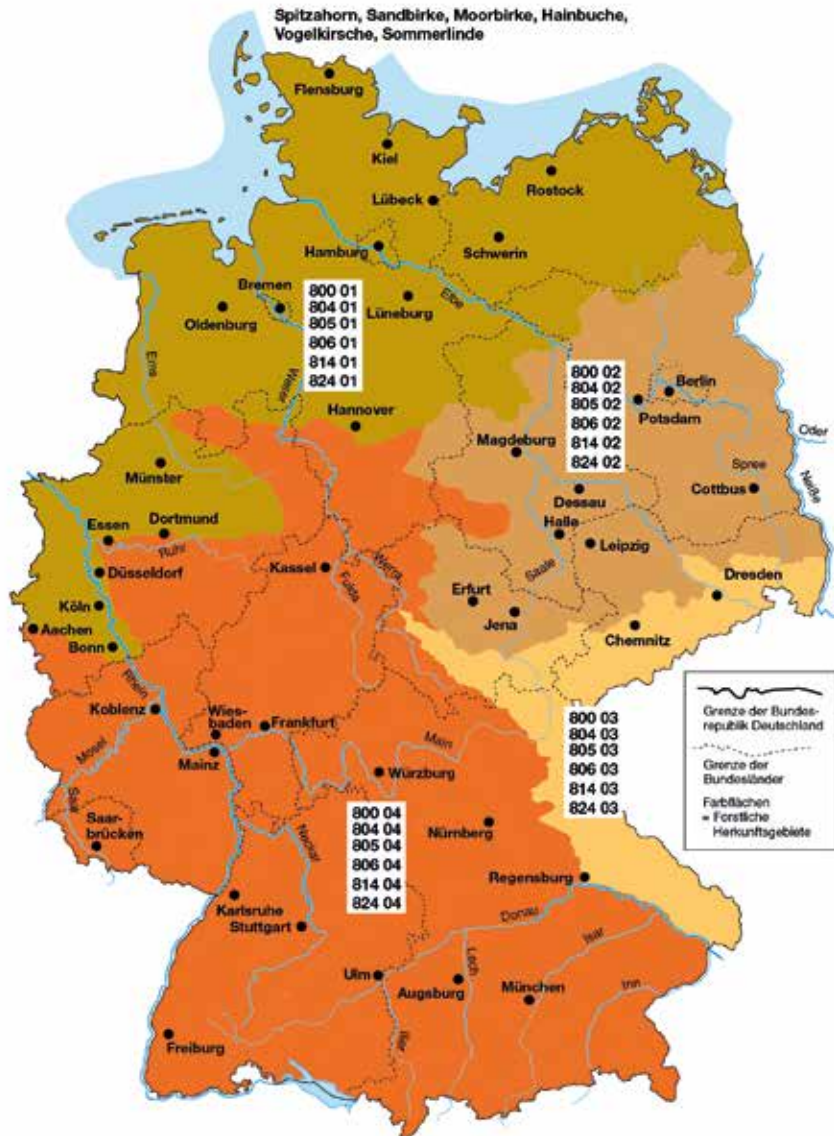 Spitzahorn, Sandbirke, Moorbirke, Hainbuche,
Vogelkirsche, Sommerlinde
Flensburg
Kiel
Rostock
Lübeck
Schwerin
Hamburg
Bremen
Oldenburg
Lüneburg
Elbe
Ems
Weser
800 01
804 01
805 01
806 01
814 01
824 01
Hannover
Berlin
Potsdam
800 02
804 02
805 02
806 02
814 02
824 02
Magdeburg
Oder
Neiße
Spree
Cottbus
Münster
Dessau
Essen
Dortmund
Ruhr
Halle
Leipzig
Saale
Düsseldorf
Kassel
Fulda
Werra
Dresden
Köln
Erfurt
Jena
Chemnitz
Aachen
Bonn
Rhein
Koblenz
Wies-
baden
Frankfurt
Main
Mosel
Mainz
Würzburg
800 03
804 03
805 03
806 03
814 03
824 03
Grenze der Bundes-
republik Deutschland
Grenze der
Bundesländer
Farbflächen
= Forstliche
Herkunftsgebiete
Saar
Saar-
brücken
Neckar
800 04
804 04
805 04
806 04
814 04
824 04
Nürnberg
Regensburg
Karlsruhe
Stuttgart
Donau
Isar
Ulm
Augsburg
Lech
München
Inn
Iller
Freiburg